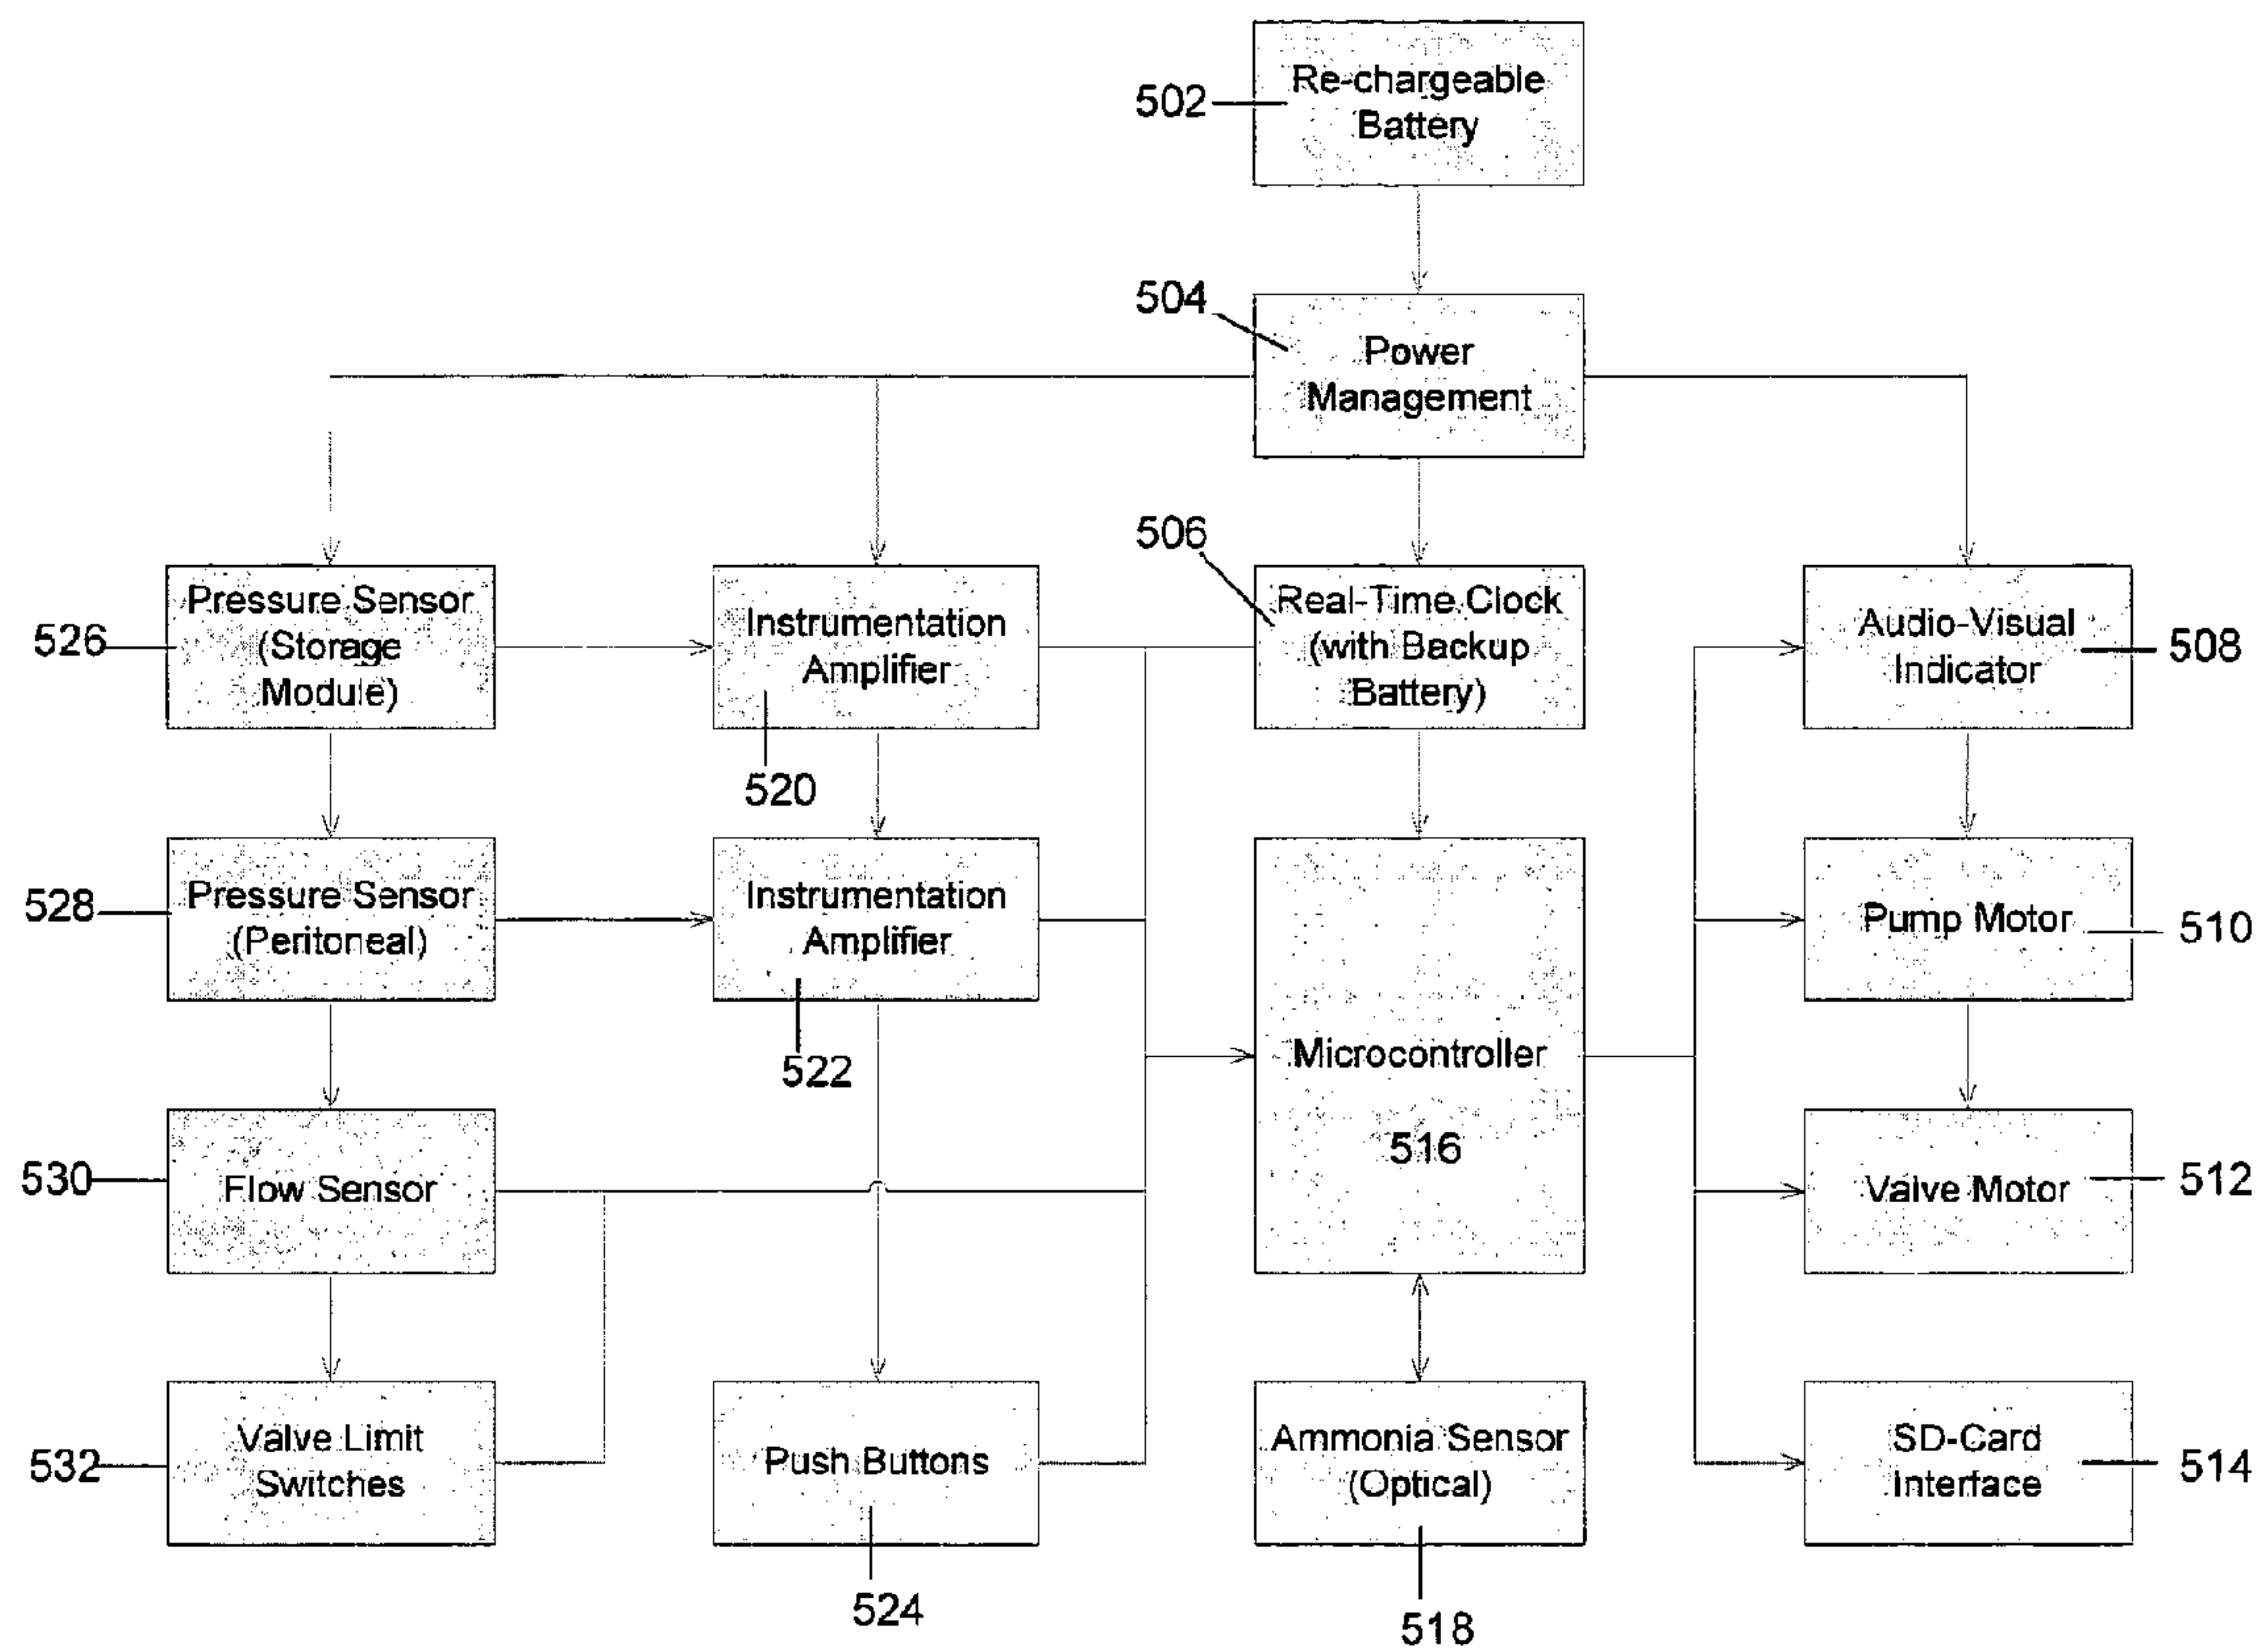 Re-chargeable
Battery
502
504
Power
Management
506
Pressure Sensor
(Storage
Module)
526
Instrumentation
Amplifier
520
Real-Time Clock
(with Backup
Battery)
Audio-Visual
Indicator
508
528
Pressure Sensor
(Peritoneal)
Instrumentation
Amplifier
522
Microcontroller
516
Pump Motor
510
530
Flow Sensor
Valve Motor
512
532
Valve Limit
Switches
Push Buttons
524
Ammonia Sensor
(Optical)
518
SD-Card
Interface
514